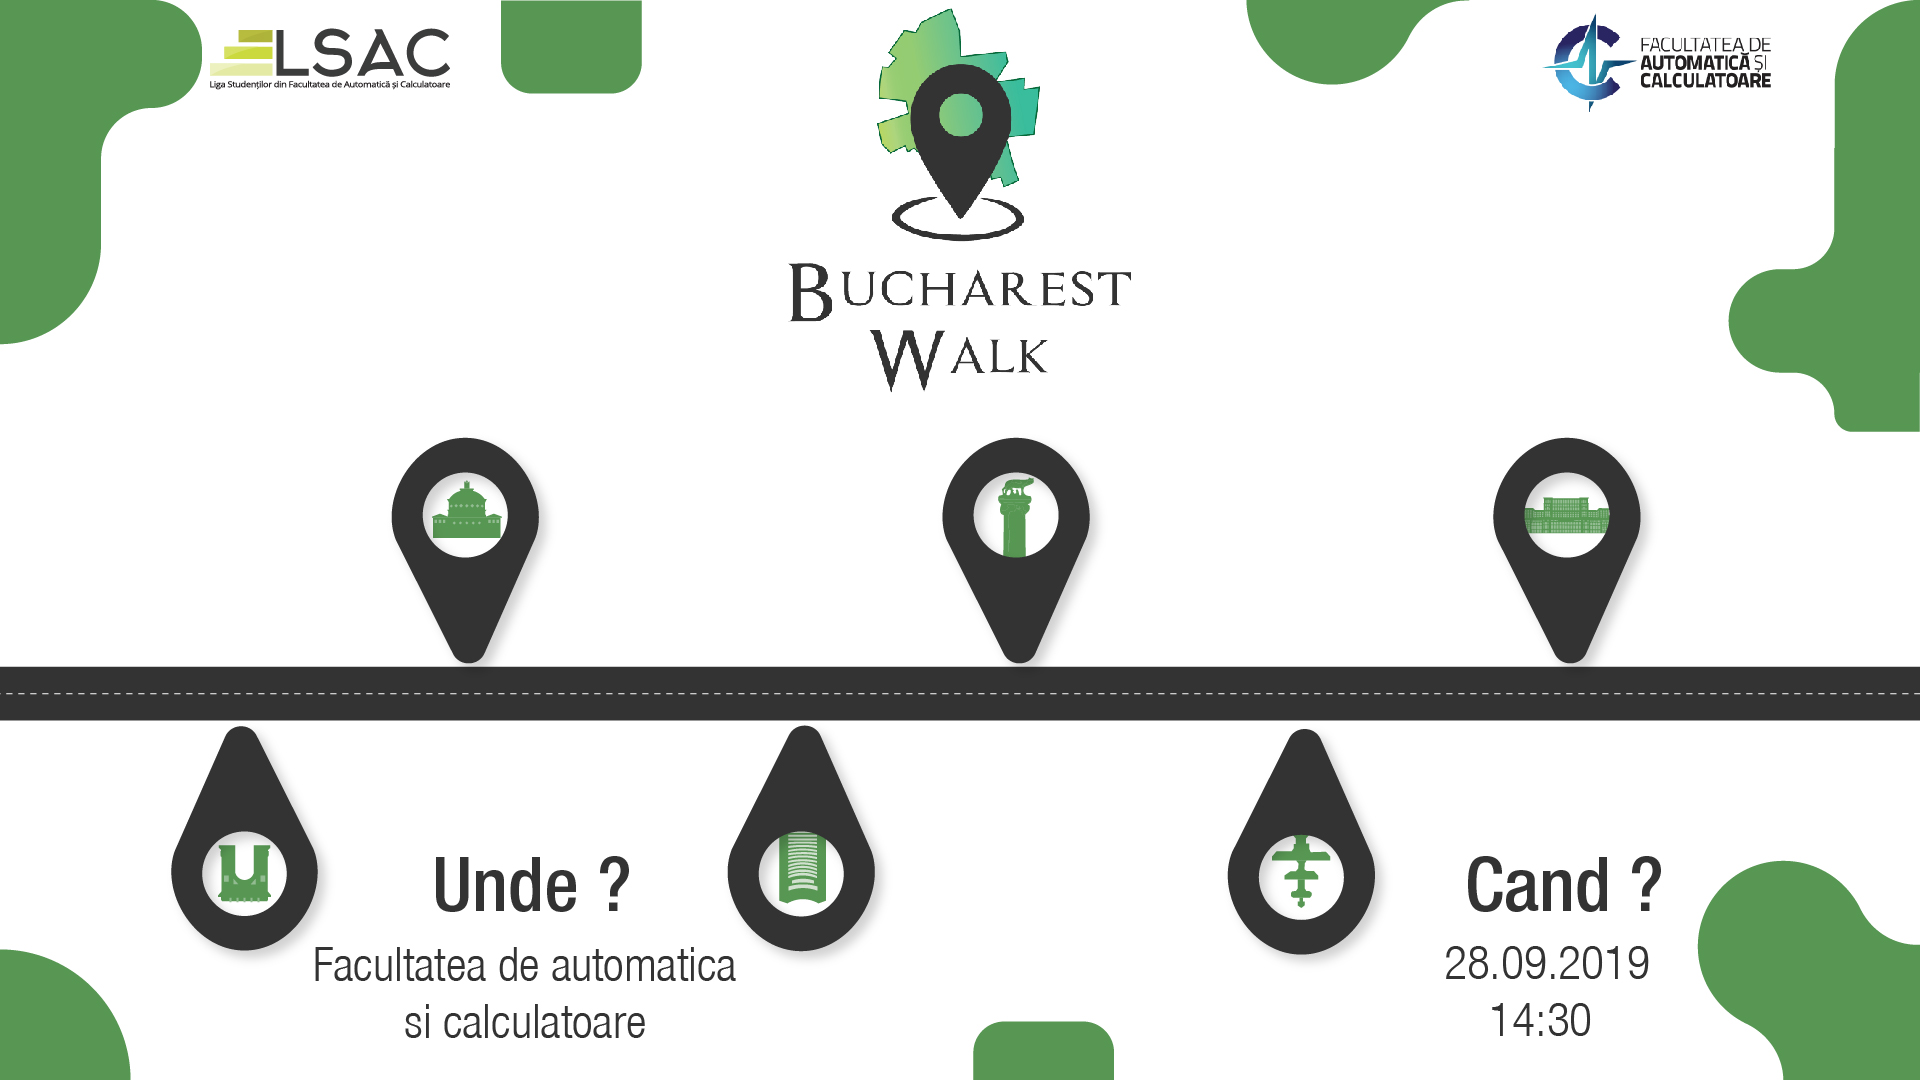 LSAC
Liga Studenților din Facultatea de Automatică și Calculatoare
FACULTATEA DE
AUTOMATICĂ ȘI
CALCULATOARE
BUCHAREST
WALK
Unde ?
Facultatea de automatica
si calculatoare
Cand ?
28.09.2019
14:30